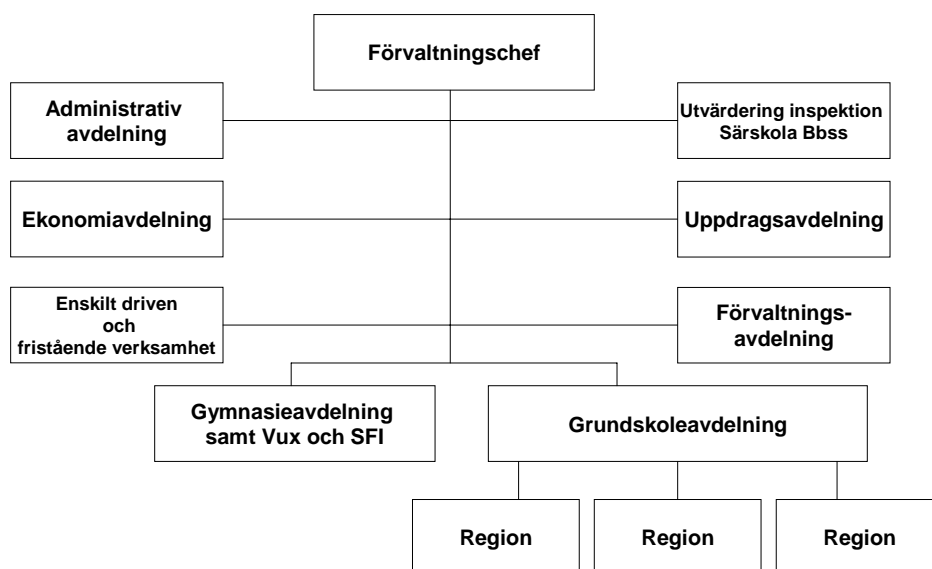 Förvaltningschef
Administrativ
avdelning
Utvärdering inspektion
Särskola Bbss
Ekonomiavdelning
Uppdragsavdelning
Enskilt driven
och
fristående verksamhet
Förvaltnings-
avdelning
Gymnasieavdelning
samt Vux och SFI
Grundskoleavdelning
Region
Region
Region